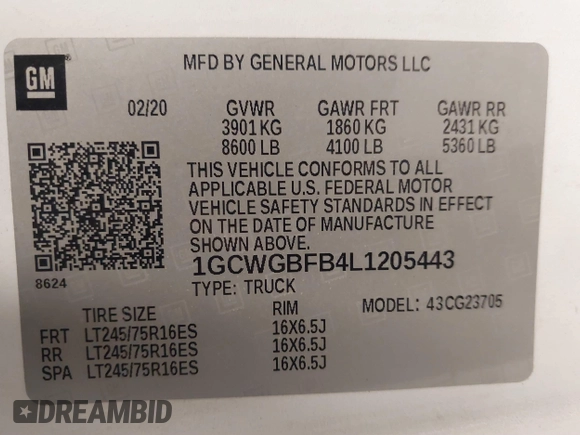 GM
MFD BY GENERAL MOTORS LLC
02/20 GVWR GAWR FRT GAWR RR
3901 KG 1860 KG 2431 KG
8600 LB 4100 LB 5360 LB
THIS VEHICLE CONFORMS TO ALL
APPLICABLE U.S. FEDERAL MOTOR
VEHICLE SAFETY STANDARDS IN EFFECT
ON THE DATE OF MANUFACTURE
SHOWN ABOVE.
8624
1GCWGBFB4L1205443
TYPE: TRUCK MODEL: 43CG23705
TIRE SIZE RIM
FRT LT245/75R16ES 16X6.5J
RR LT245/75R16ES 16X6.5J
SPA LT245/75R16ES 16X6.5J
DREAMBID